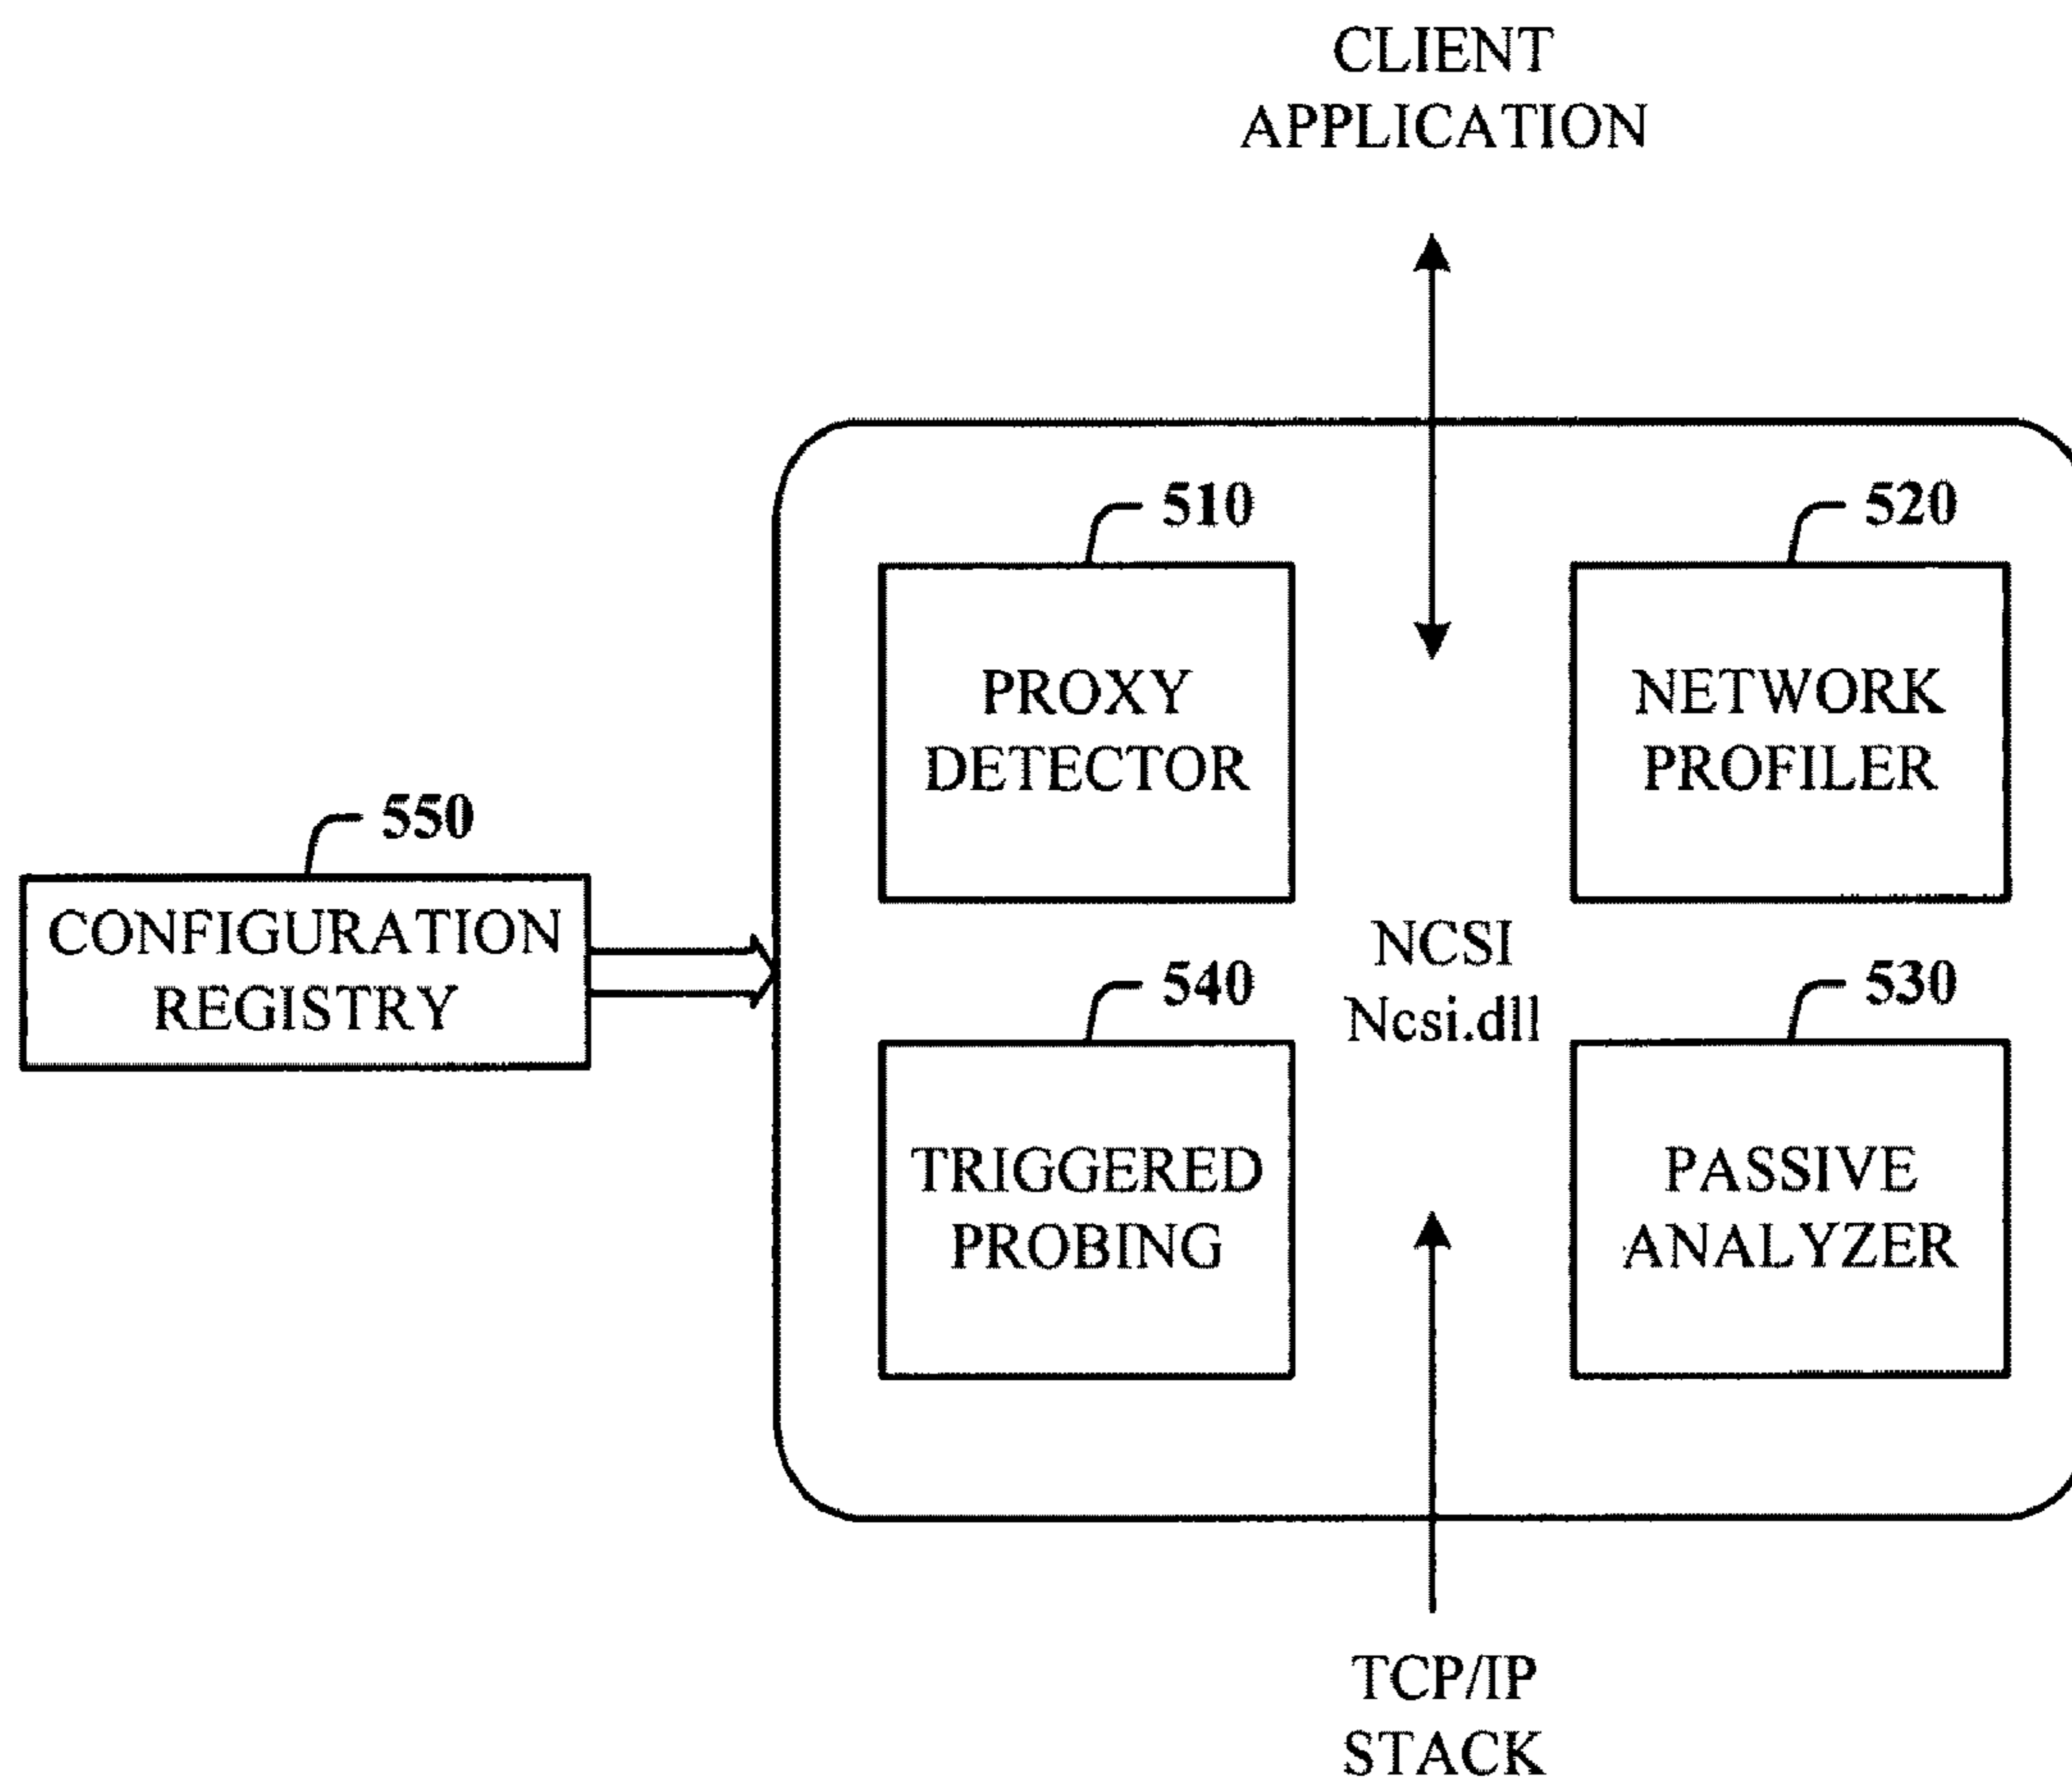 CLIENT
APPLICATION
510
520
PROXY
DETECTOR
NETWORK
PROFILER
550
CONFIGURATION
REGISTRY
NCSI
Ncsi.dll
540
530
TRIGGERED
PROBING
PASSIVE
ANALYZER
TCP/IP
STACK